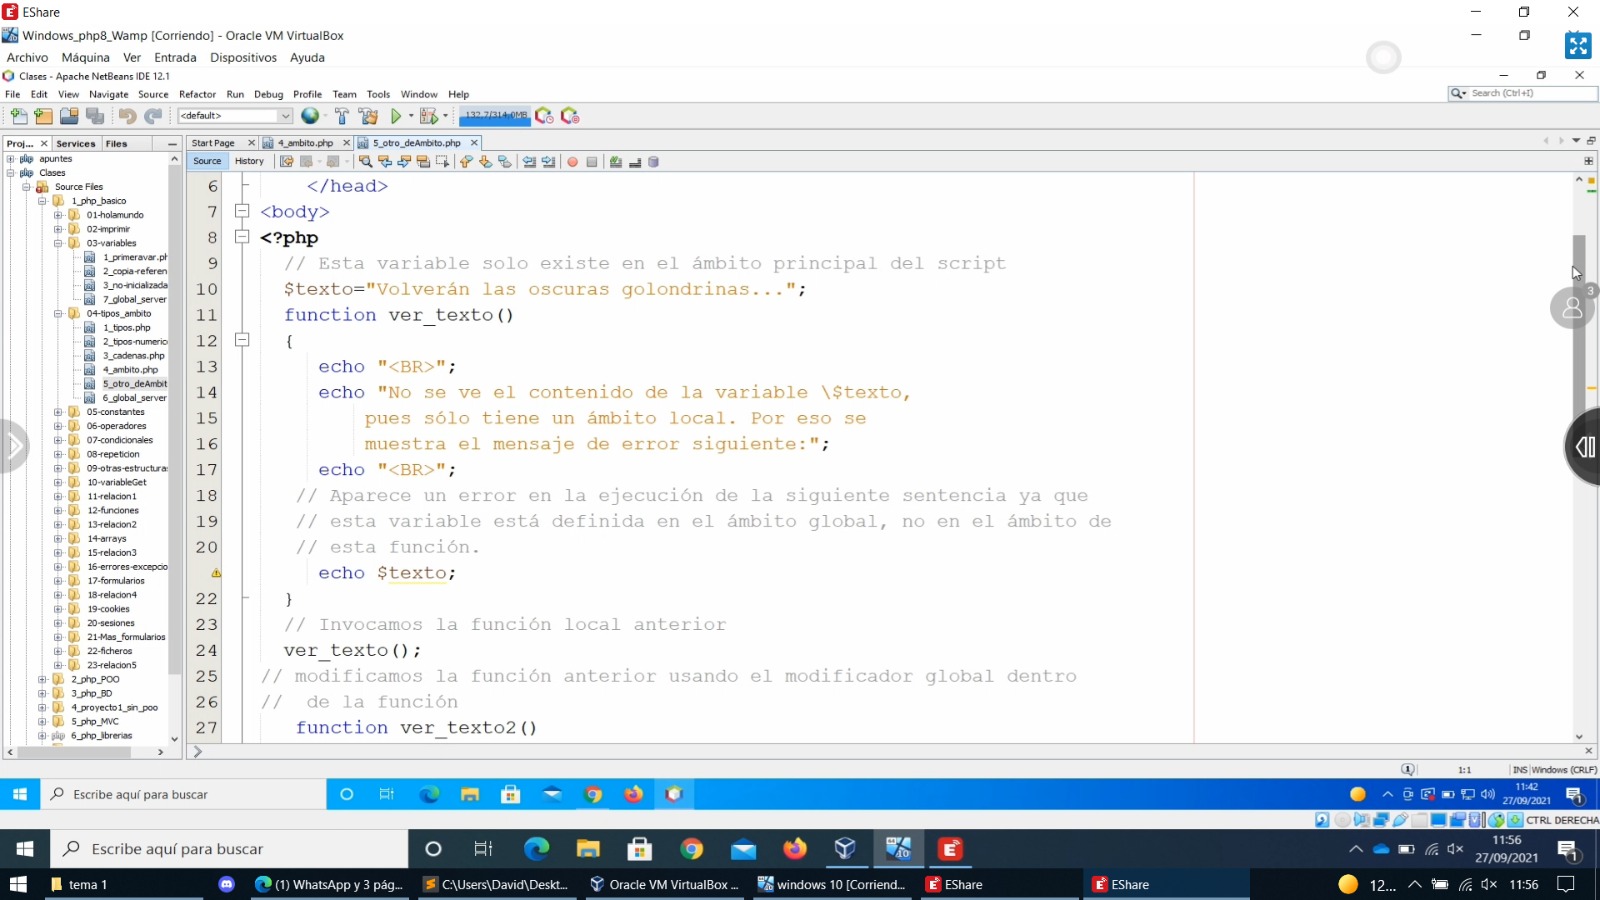 EShare
Windows_php8_Wamp [Corriendo] - Oracle VM VirtualBox
Archivo Máquina Ver Entrada Dispositivos Ayuda
Clases - Apache NetBeans IDE 12.1
File Edit View Navigate Source Refactor Run Debug Profile Team Tools Window Help
Search (Ctrl+I)
<default>
132,7/314,0MB
Proj... Services Files
Start Page 4_ambito.php 5_otro_deAmbito.php
Source History
apuntes
Clases
Source Files
1_php_basico
01-holamundo
02-imprimir
03-variables
1_primeravar.ph
2_copia-referen
3_no-inicializada
7_global_server
04-tipos_ambito
1_tipos.php
2_tipos-numeric
3_cadenas.php
4_ambito.php
5_otro_deAmbit
6_global_server
05-constantes
06-operadores
07-condicionales
08-repeticion
09-otras-estructura
10-variableGet
11-relacion1
12-funciones
13-relacion2
14-arrays
15-relacion3
16-errores-excepcio
17-formularios
18-relacion4
19-cookies
20-sesiones
21-Mas_formularios
22-ficheros
23-relacion5
2_php_POO
3_php_BD
4_proyecto1_sin_poo
5_php_MVC
6_php_librerias
6 </head>
7 <body>
8 <?php
9 // Esta variable solo existe en el ámbito principal del script
10 $texto="Volverán las oscuras golondrinas...";
11 function ver_texto()
12 {
13 echo "<BR>";
14 echo "No se ve el contenido de la variable \$texto,
15 pues sólo tiene un ámbito local. Por eso se
16 muestra el mensaje de error siguiente:";
17 echo "<BR>";
18 // Aparece un error en la ejecución de la siguiente sentencia ya que
19 // esta variable está definida en el ámbito global, no en el ámbito de
20 // esta función.
echo $texto;
22 }
23 // Invocamos la función local anterior
24 ver_texto();
25 // modificamos la función anterior usando el modificador global dentro
26 // de la función
27 function ver_texto2()
3
1 1:1 INS Windows (CRLF)
Escribe aquí para buscar
11:42
27/09/2021
1
CTRL DERECHA
Escribe aquí para buscar
11:56
27/09/2021
1
tema 1
(1) WhatsApp y 3 pág...
C:\Users\David\Deskt...
Oracle VM VirtualBox ...
windows 10 [Corriend...
EShare
EShare
12...
11:56